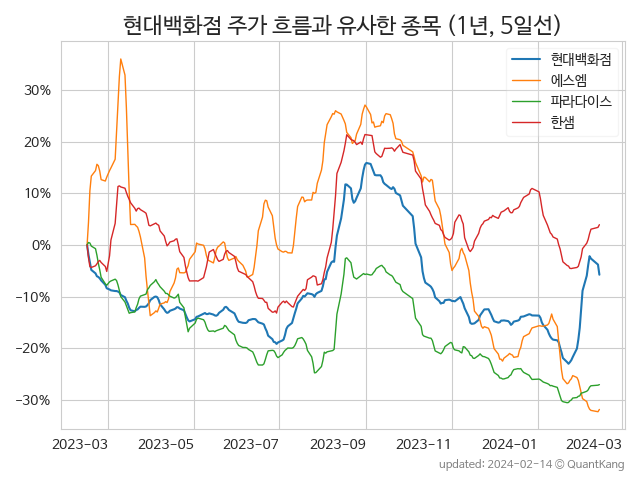 현대백화점 주가 흐름과 유사한 종목 (1년, 5일선)
현대백화점
에스엠
파라다이스
한샘
30%
20%
10%
0%
−10%
−20%
−30%
2023-03 2023-05 2023-07 2023-09 2023-11 2024-01 2024-03
updated: 2024-02-14 © QuantKang